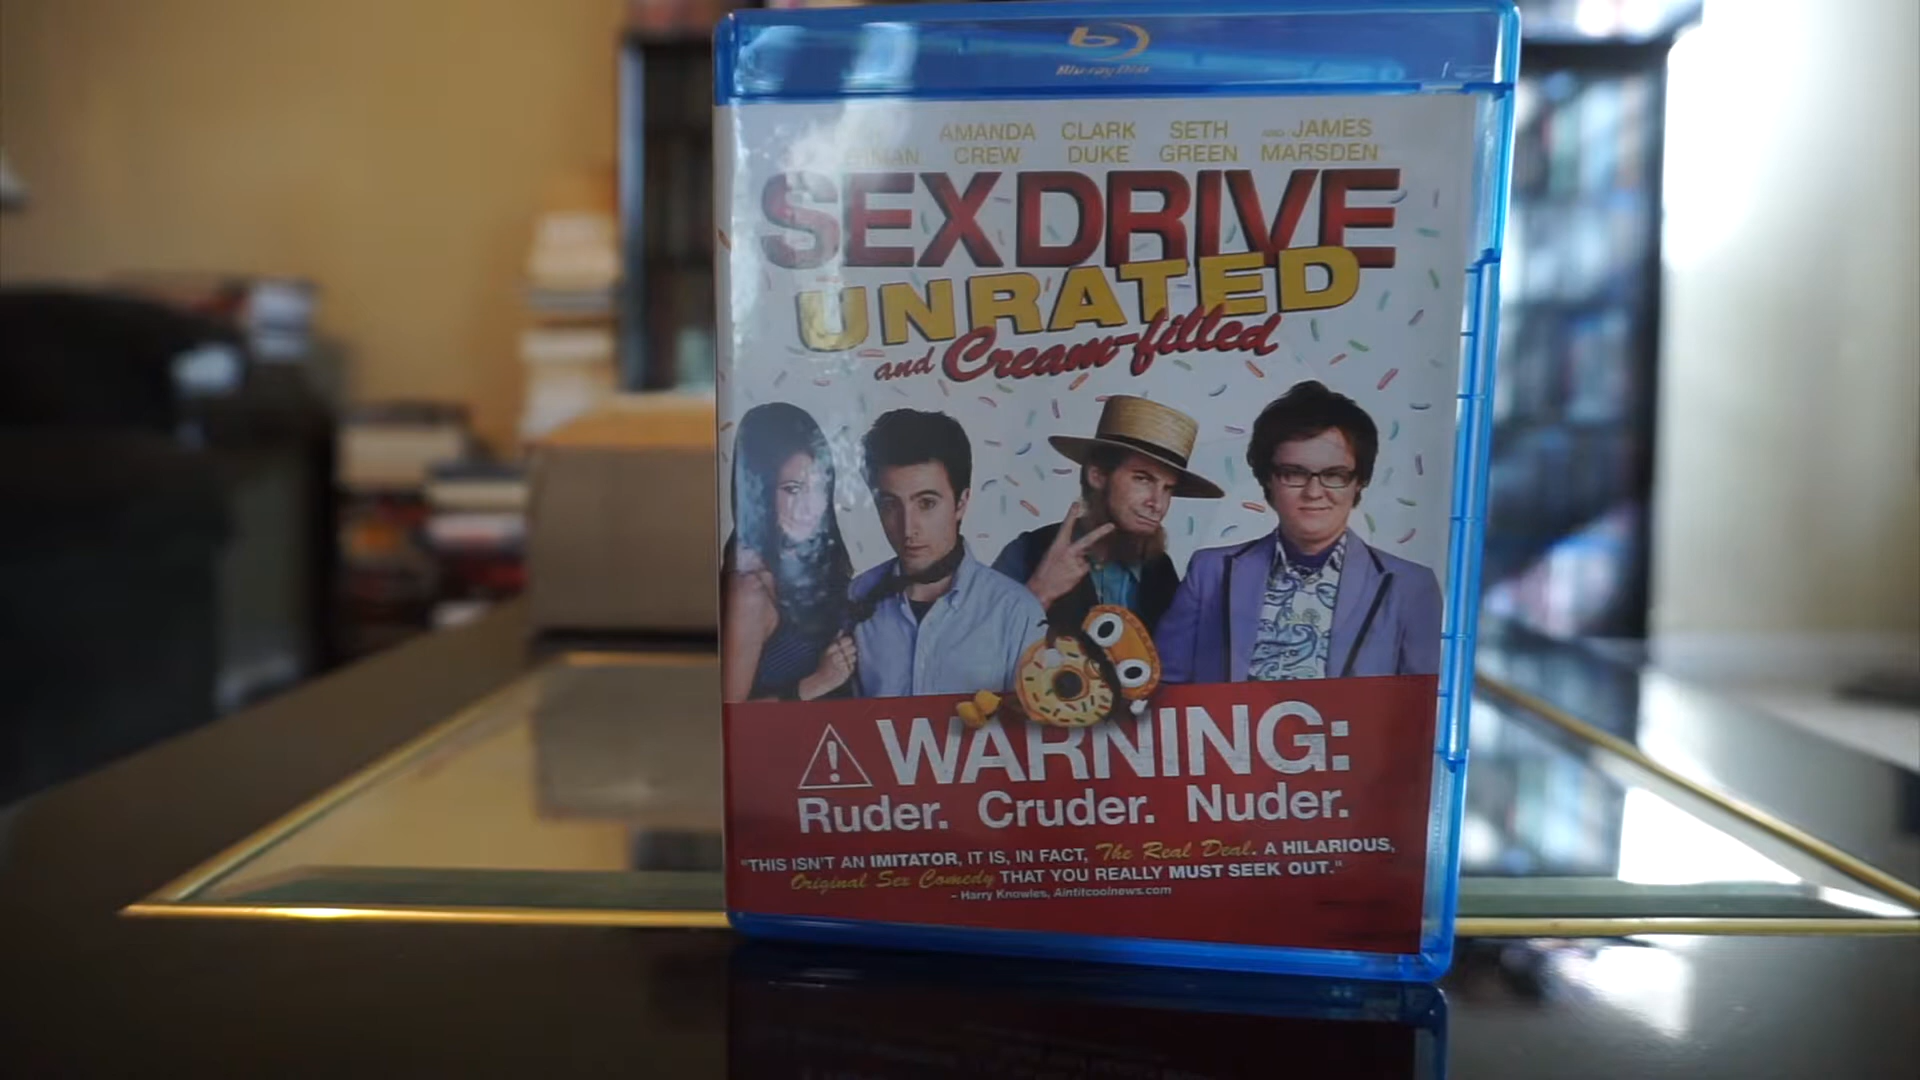 Blu-ray Disc
AMANDA CLARK SETH AND JAMES
CREW DUKE GREEN MARSDEN
SEX DRIVE
UNRATED
and Cream-filled
WARNING:
Ruder. Cruder. Nuder.
"THIS ISN'T AN IMITATOR, IT IS, IN FACT, The Real Deal. A HILARIOUS,
Original Sex Comedy THAT YOU REALLY MUST SEEK OUT."
– Harry Knowles, Aintitcoolnews.com